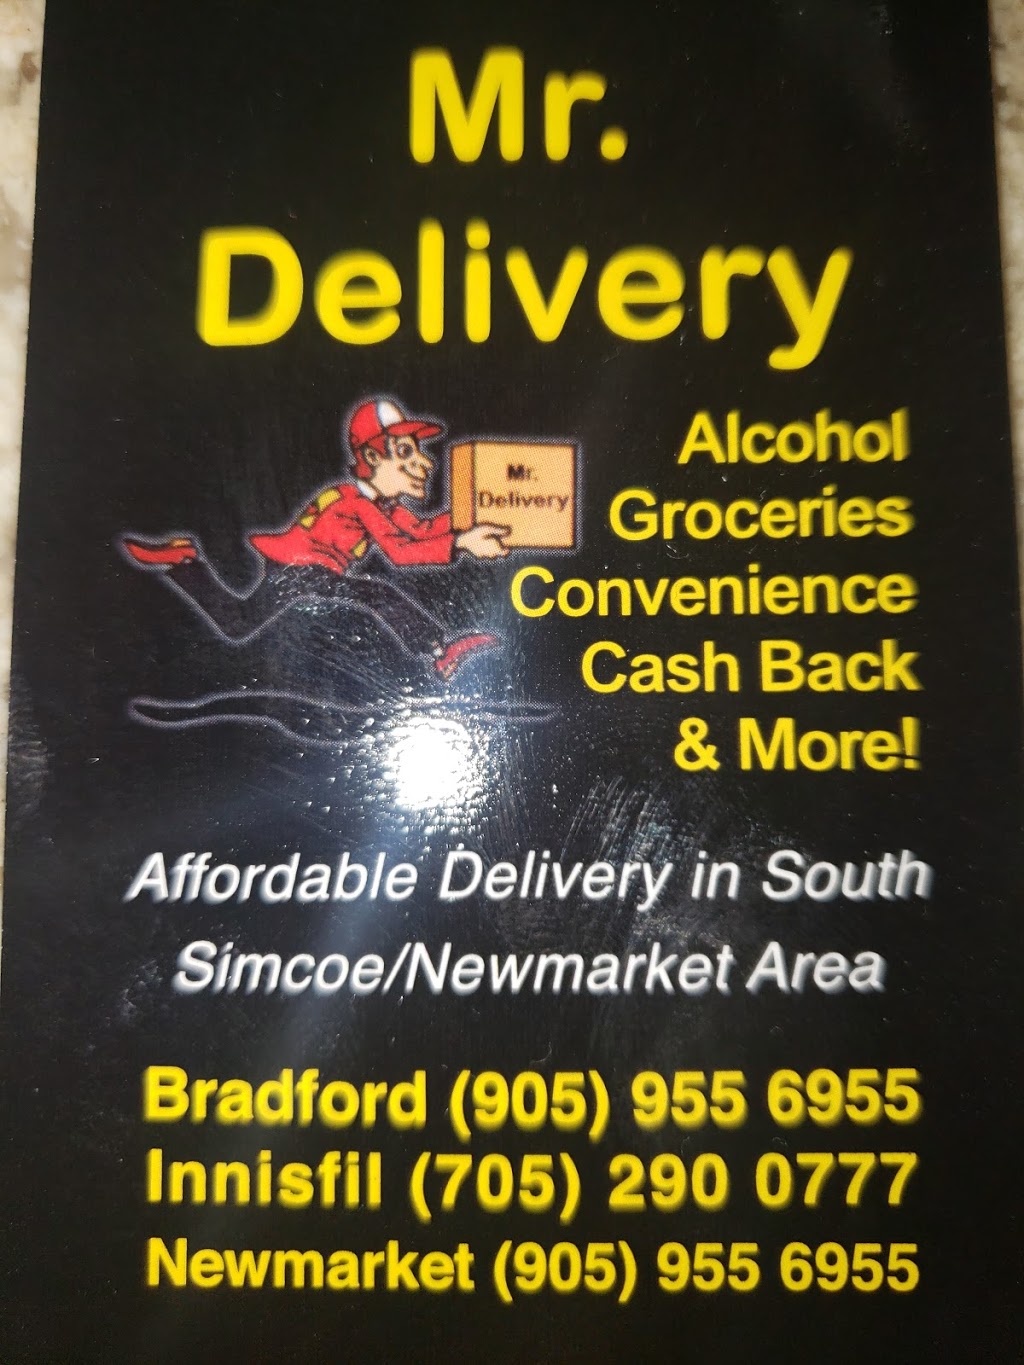 Mr.
Delivery
Mr.
Delivery
Alcohol
Groceries
Convenience
Cash Back
& More!
Affordable Delivery in South
Simcoe/Newmarket Area
Bradford (905) 955 6955
Innisfil (705) 290 0777
Newmarket (905) 955 6955